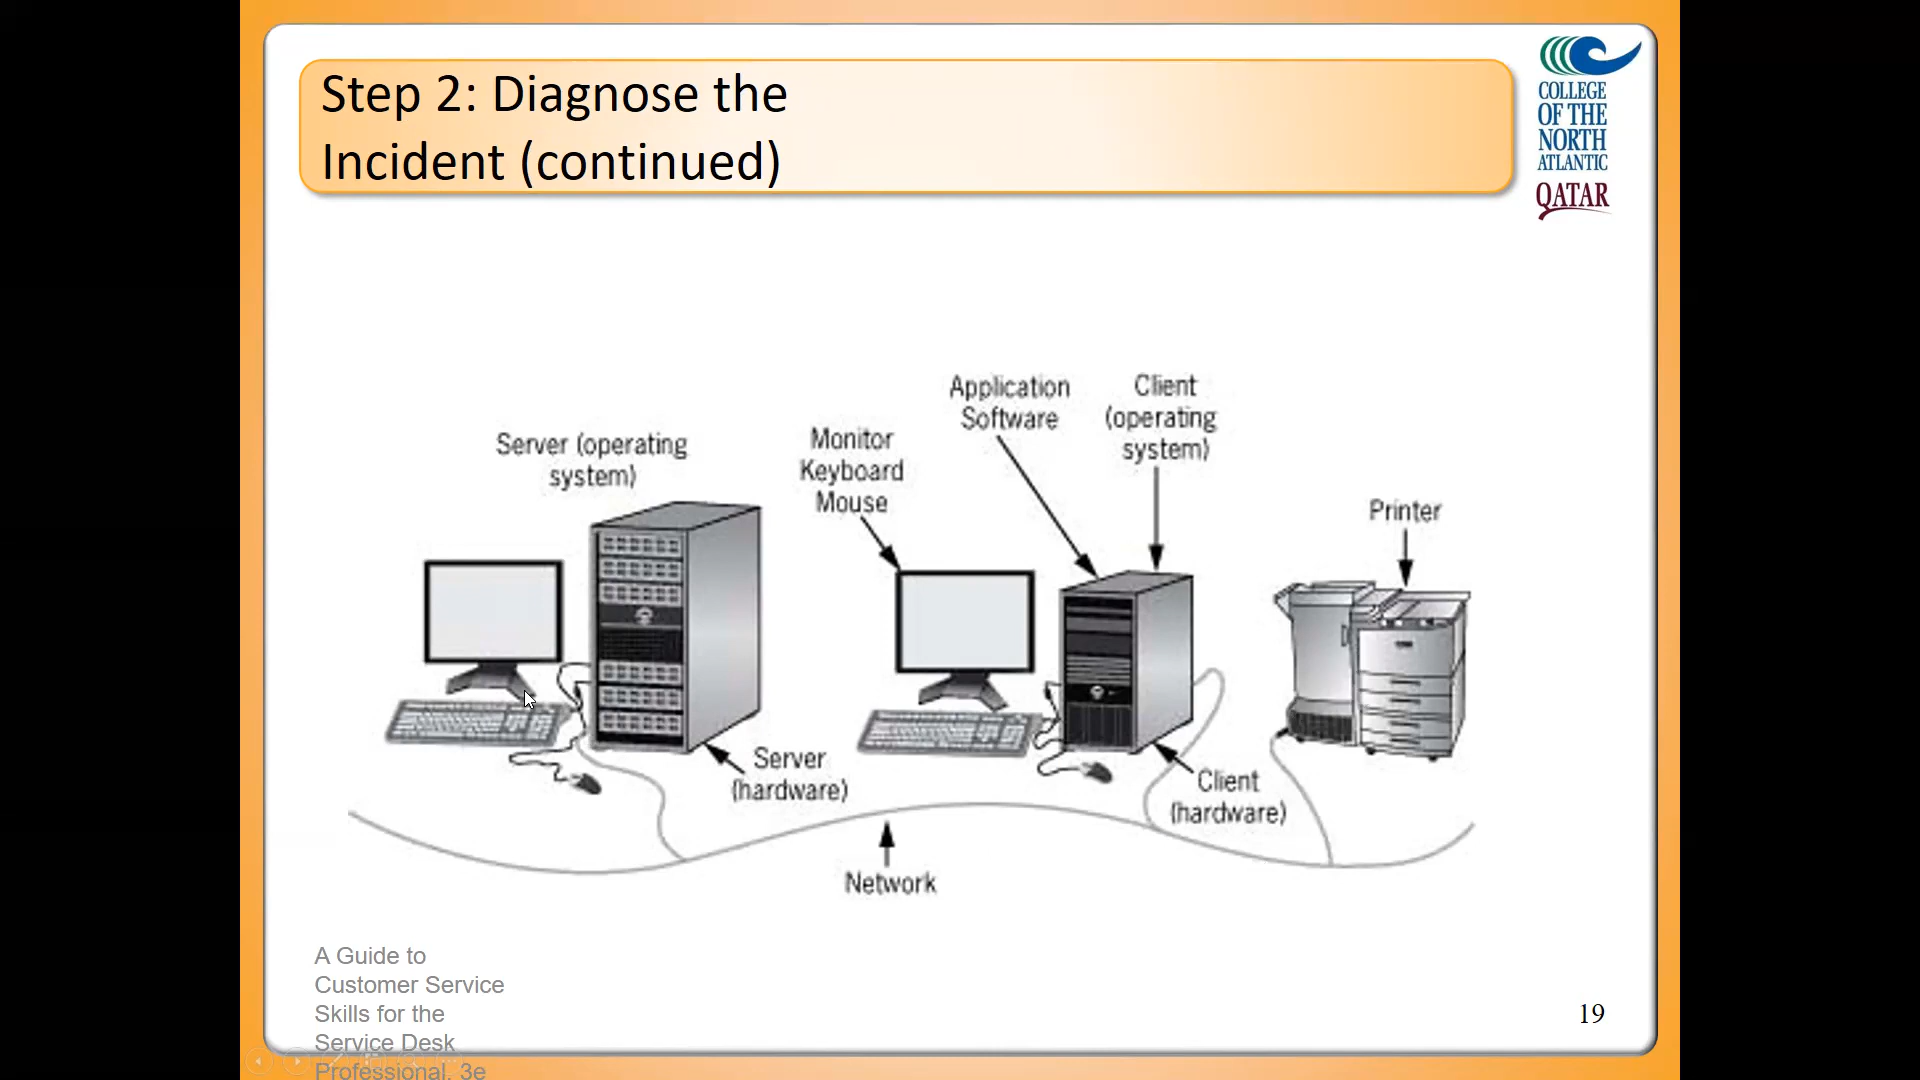 Step 2: Diagnose the
Incident (continued)
COLLEGE
OF THE
NORTH
ATLANTIC
QATAR
Server (operating
system)
Monitor
Keyboard
Mouse
Application
Software
Client
(operating
system)
Printer
Server
(hardware)
Client
(hardware)
Network
A Guide to
Customer Service
Skills for the
Service Desk
Professional, 3e
19